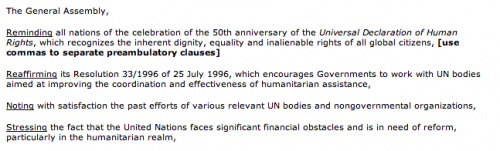 The General Assembly,
Reminding all nations of the celebration of the 50th anniversary of the Universal Declaration of Human
Rights, which recognizes the inherent dignity, equality and inalienable rights of all global citizens, [use
commas to separate preambulatory clauses]
Reaffirming its Resolution 33/1996 of 25 July 1996, which encourages Governments to work with UN bodies
aimed at improving the coordination and effectiveness of humanitarian assistance,
Noting with satisfaction the past efforts of various relevant UN bodies and nongovernmental organizations,
Stressing the fact that the United Nations faces significant financial obstacles and is in need of reform,
particularly in the humanitarian realm,